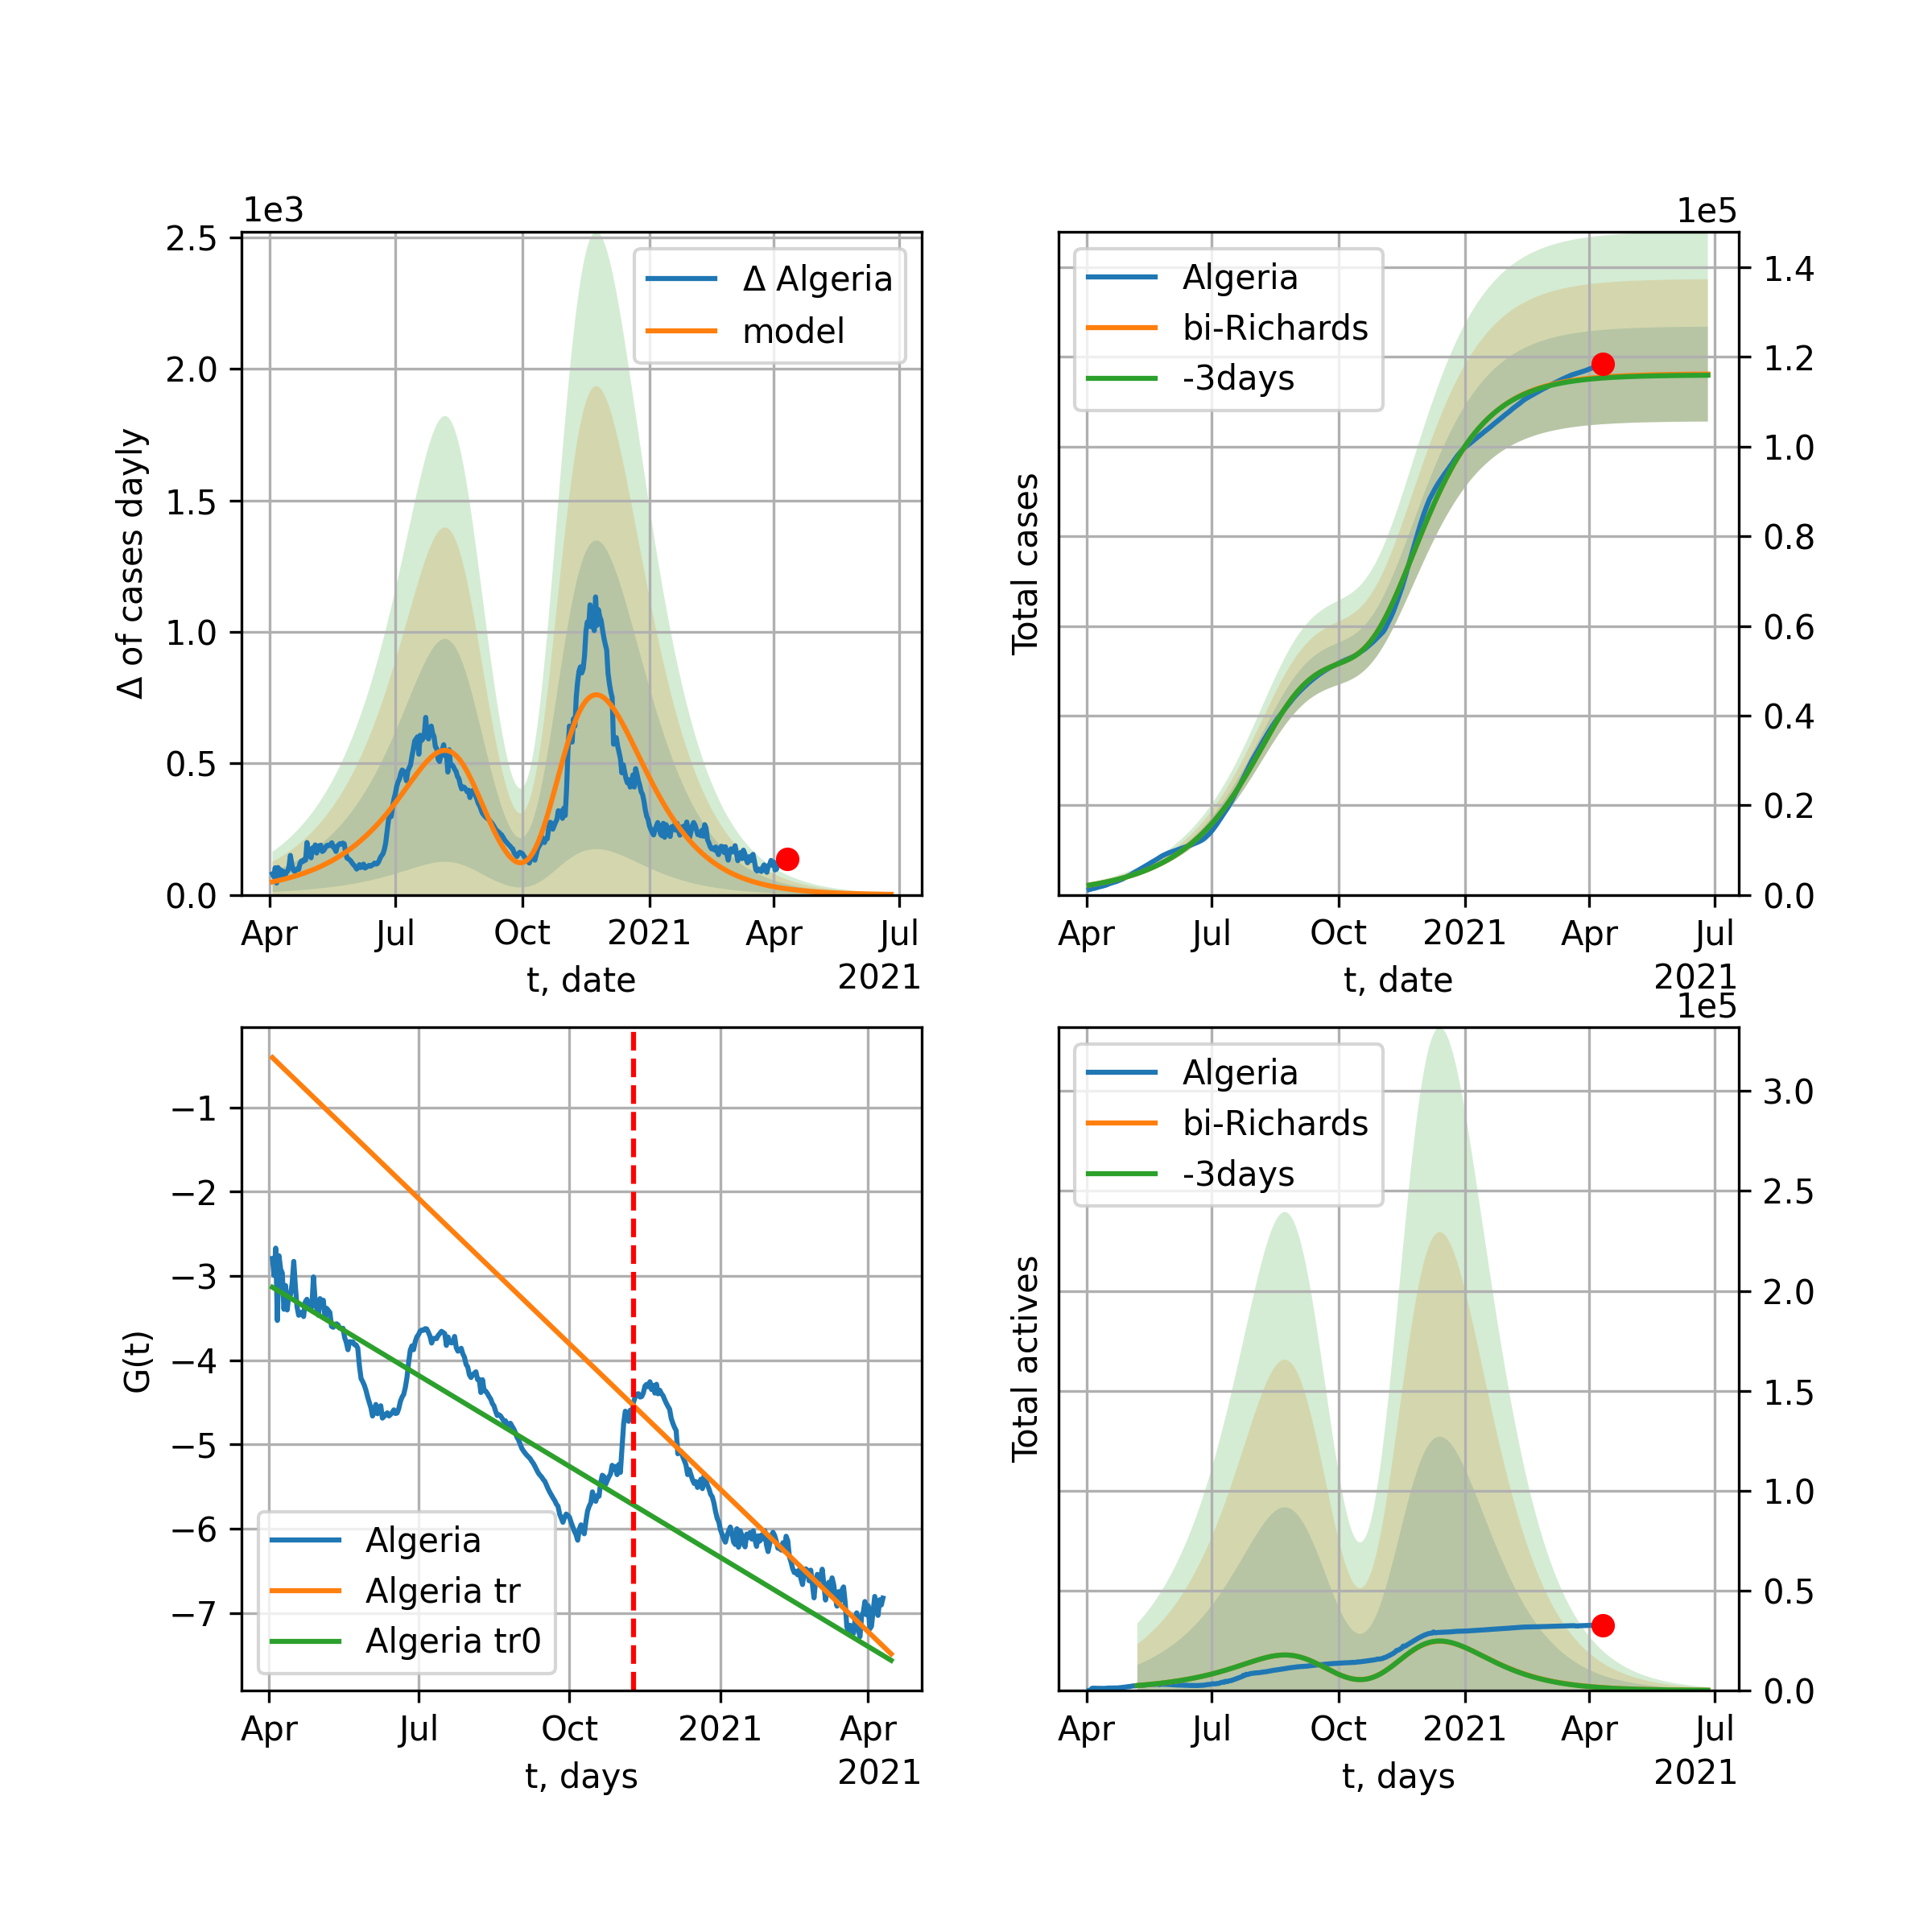 1e3
2.5
2.0
1.5
1.0
0.5
0.0
Δ of cases dayly
Δ Algeria
model
Apr
Jul
Oct
2021
Apr
Jul
t, date
2021
1e5
Total cases
Algeria
bi-Richards
-3days
1.4
1.2
1.0
0.8
0.6
0.4
0.2
0.0
Apr
Jul
Oct
2021
Apr
Jul
t, date
2021
G(t)
−1
−2
−3
−4
−5
−6
−7
Algeria
Algeria tr
Algeria tr0
Apr
Jul
Oct
2021
Apr
t, days
2021
1e5
Total actives
Algeria
bi-Richards
-3days
3.0
2.5
2.0
1.5
1.0
0.5
0.0
Apr
Jul
Oct
2021
Apr
Jul
t, days
2021